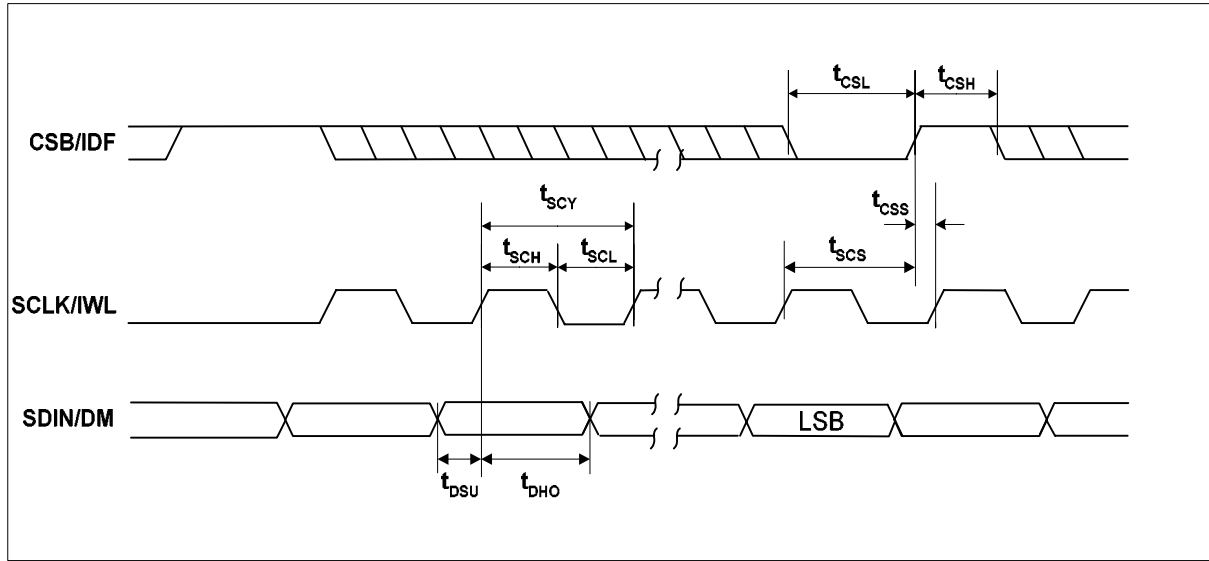 tCSL
tCSH
CSB/IDF
tSCY
tCSS
tSCH
tSCL
tSCS
SCLK/IWL
SDIN/DM
LSB
tDSU
tDHO